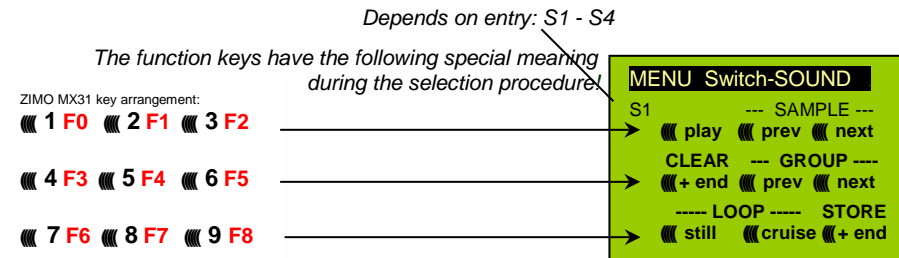 Depends on entry: S1 - S4
The function keys have the following special meaning
during the selection procedure!
ZIMO MX31 key arrangement:
1 F0 2 F1 3 F2
4 F3 5 F4 6 F5
7 F6 8 F7 9 F8
MENU Switch-SOUND
S1 --- SAMPLE ---
play prev next
CLEAR --- GROUP ----
+ end prev next
----- LOOP ----- STORE
still cruise + end